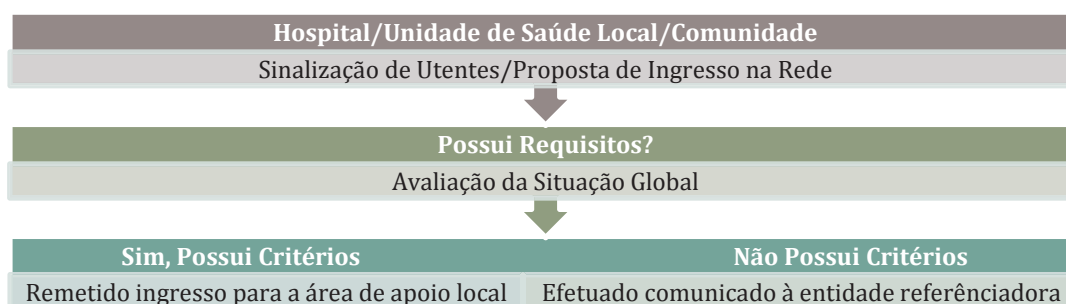 Hospital/Unidade de Saúde Local/Comunidade
Sinalização de Utentes/Proposta de Ingresso na Rede
Possui Requisitos?
Avaliação da Situação Global
Sim, Possui Critérios
Remetido ingresso para a área de apoio local
Não Possui Critérios
Efetuado comunicado à entidade referênciadora